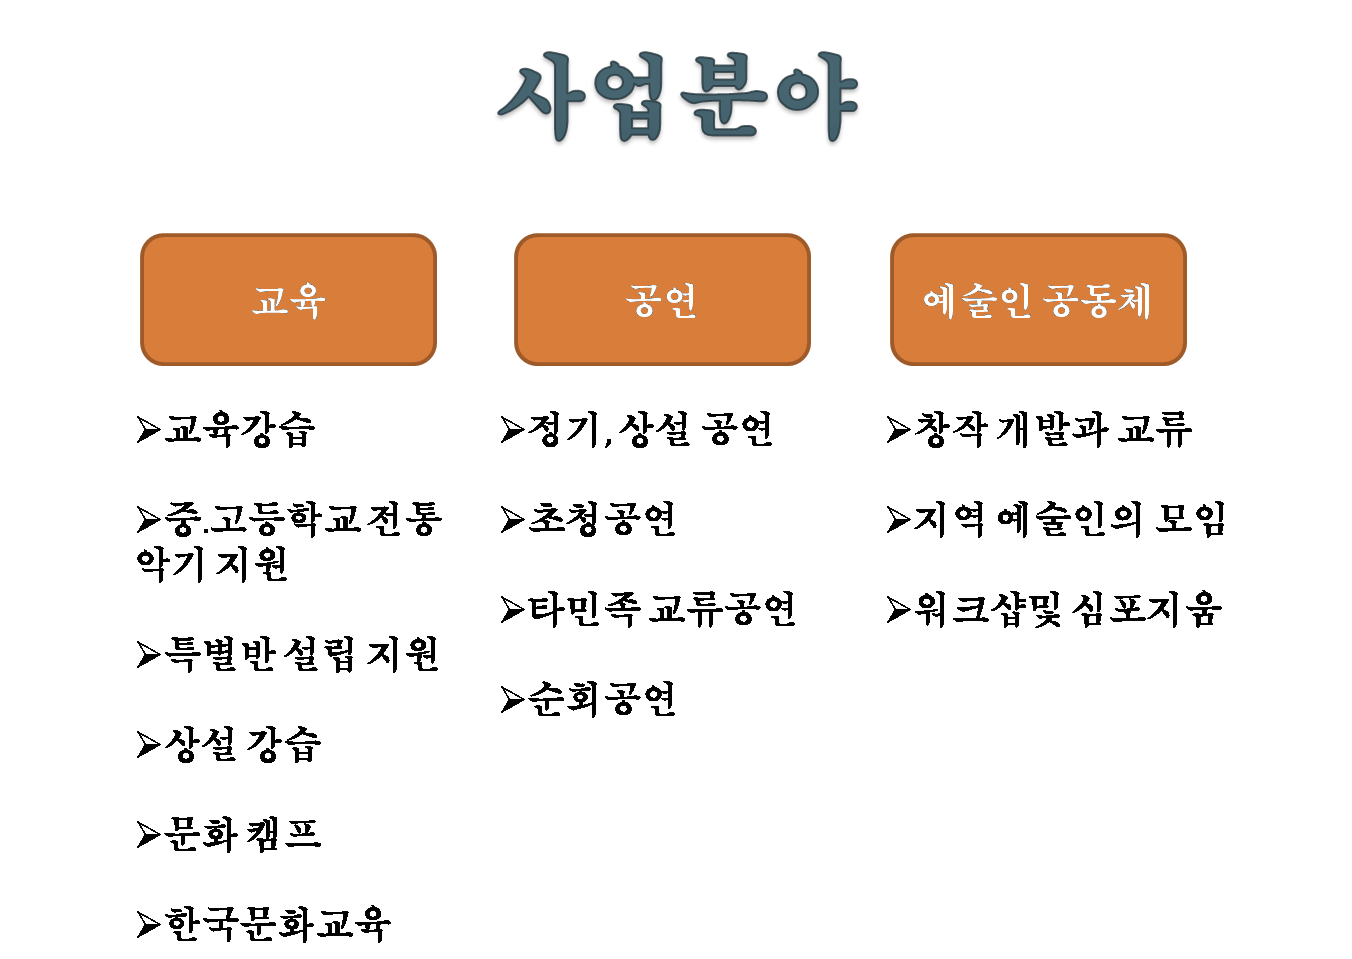 사업분야
교육
공연
예술인 공동체
➢교육강습
➢중.고등학교 전통
악기 지원
➢특별반 설립 지원
➢상설 강습
➢문화 캠프
➢한국문화교육
➢정기, 상설 공연
➢초청공연
➢타민족 교류공연
➢순회공연
➢창작 개발과 교류
➢지역 예술인의 모임
➢워크샵및 심포지움